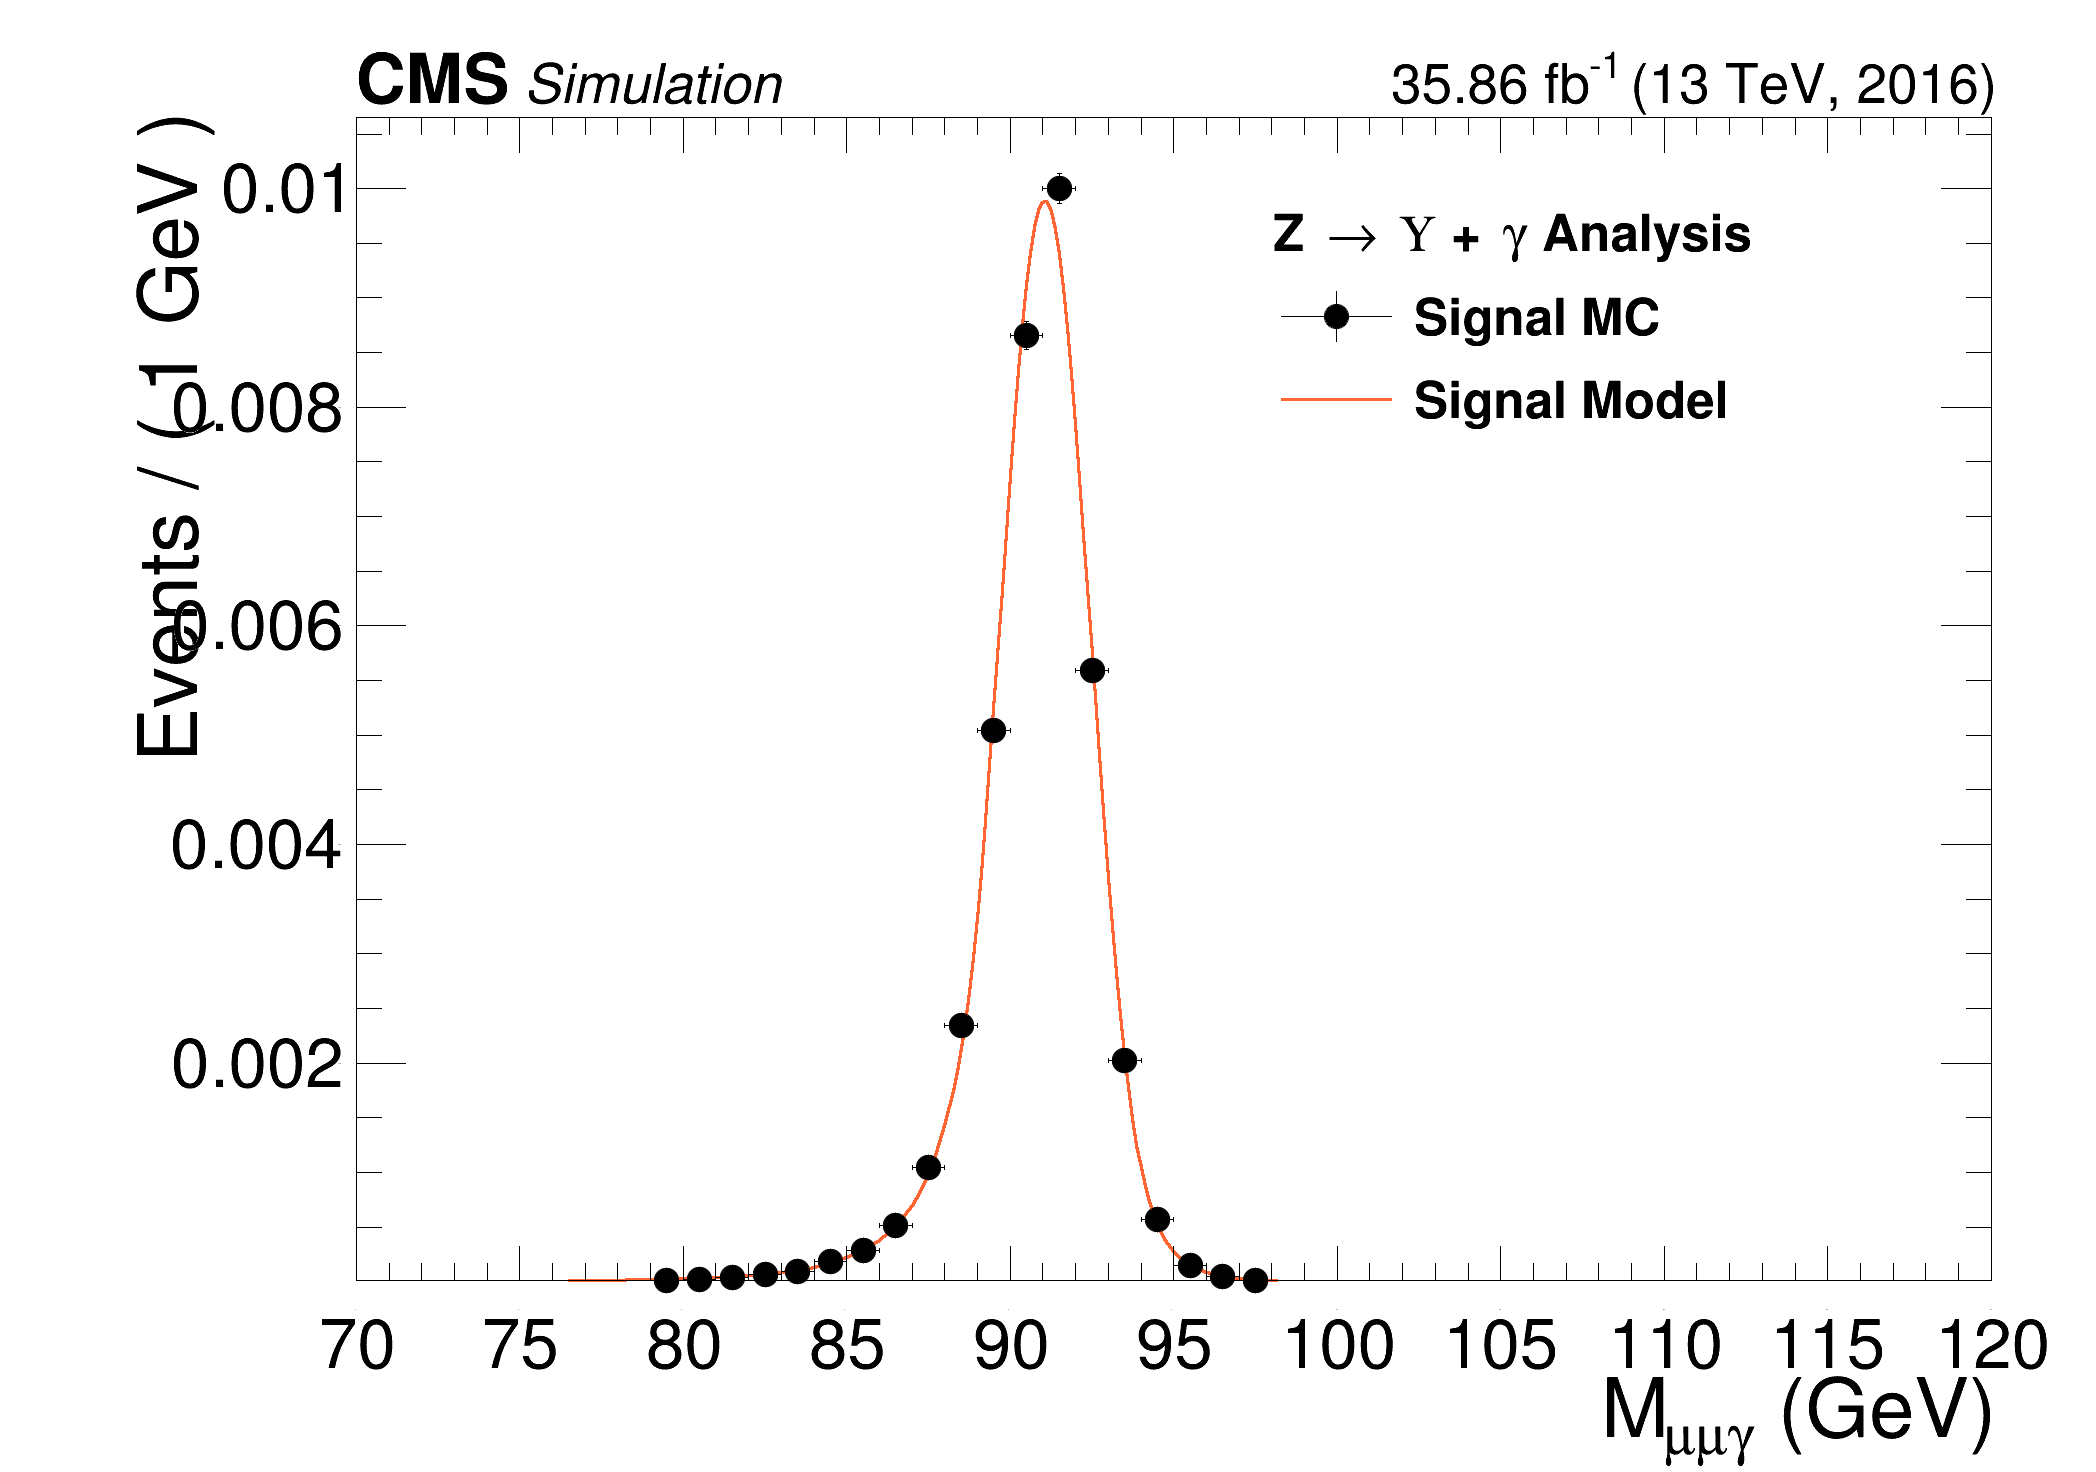 CMS Simulation
35.86 fb⁻¹ (13 TeV, 2016)
Events / ( 1 GeV )
0.01
0.008
0.006
0.004
0.002
Z → Υ + γ Analysis
Signal MC
Signal Model
70 75 80 85 90 95 100 105 110 115 120
M_μμγ (GeV)